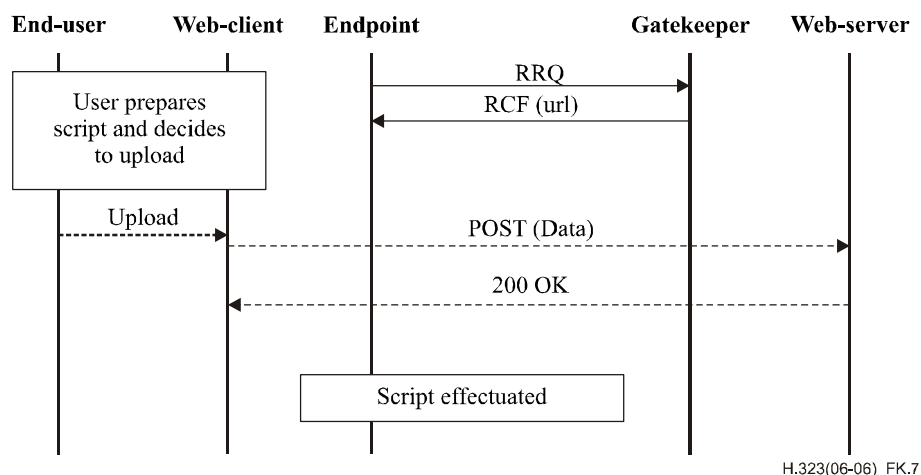 End-user Web-client Endpoint Gatekeeper Web-server
RRQ
RCF (url)
User prepares
script and decides
to upload
Upload
POST (Data)
200 OK
Script effectuated
H.323(06-06)_FK.7